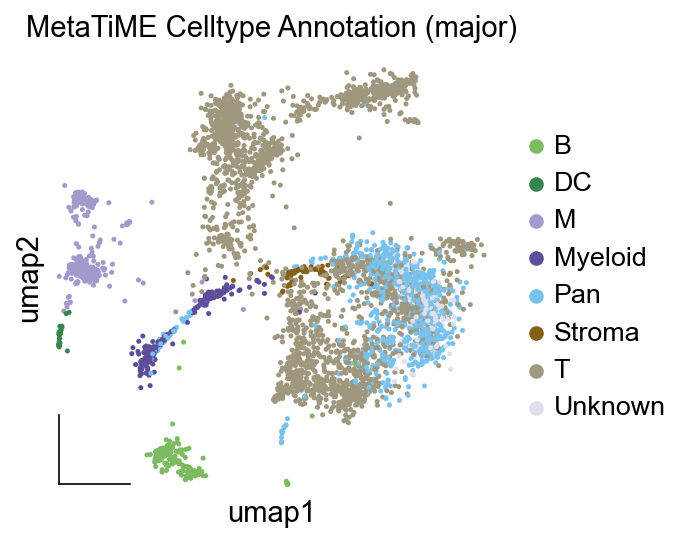 MetaTiME Celltype Annotation (major)
B
DC
M
Myeloid
Pan
Stroma
T
Unknown
umap2
umap1